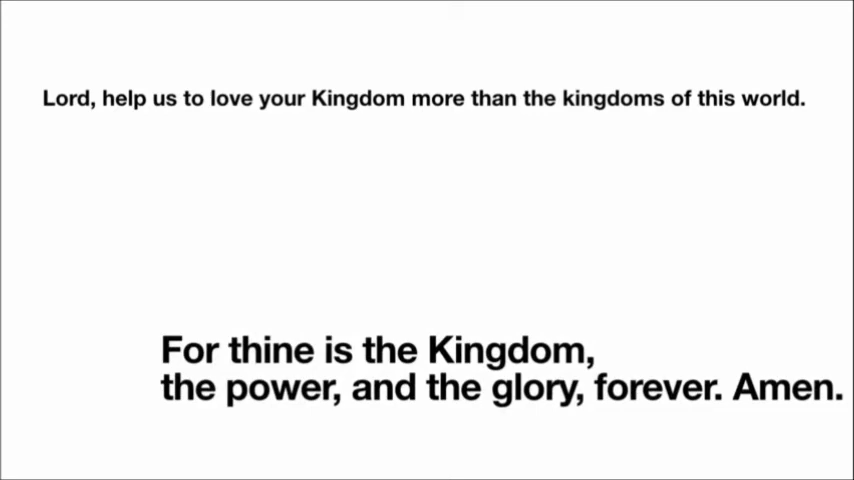 Lord, help us to love your Kingdom more than the kingdoms of this world.
For thine is the Kingdom,
the power, and the glory, forever. Amen.